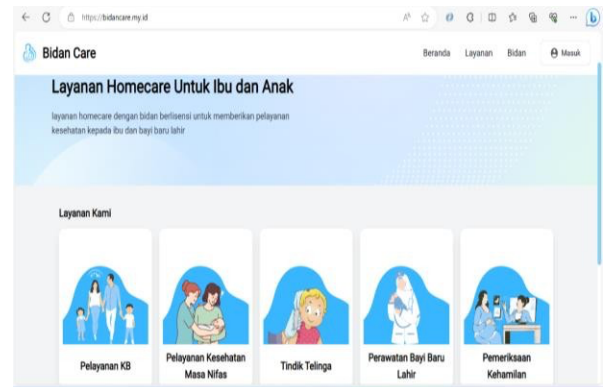 https://bidancare.my.id
Bidan Care
Beranda Layanan Bidan Masuk
Layanan Homecare Untuk Ibu dan Anak
layanan homecare dengan bidan berlisensi untuk memberikan pelayanan
kesehatan kepada ibu dan bayi baru lahir
Layanan Kami
Pelayanan KB
Pelayanan Kesehatan
Masa Nifas
Tindik Telinga
Perawatan Bayi Baru
Lahir
Pemeriksaan
Kehamilan